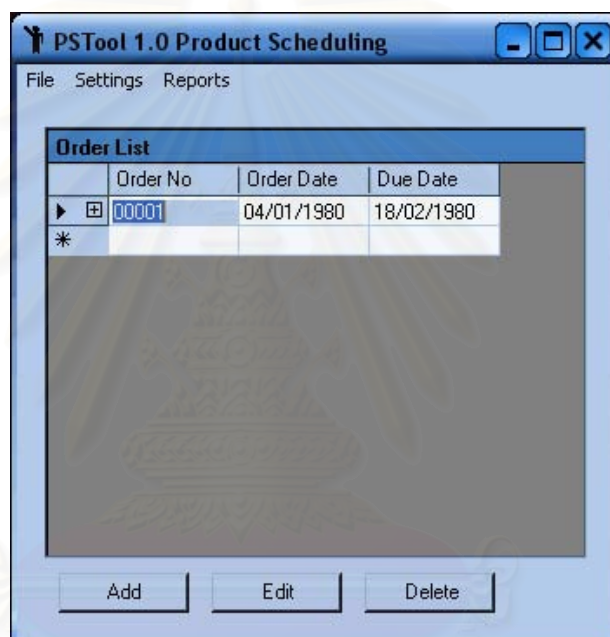 PSTool 1.0 Product Scheduling
File Settings Reports
Order List
Order No Order Date Due Date
00001 04/01/1980 18/02/1980
Add Edit Delete